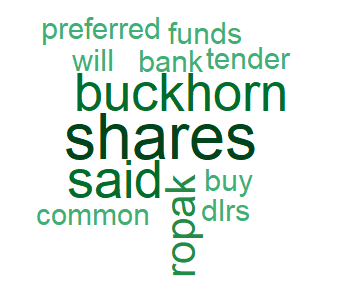 preferred funds
will bank tender
buckhorn
shares
said buy
common ropak dlrs